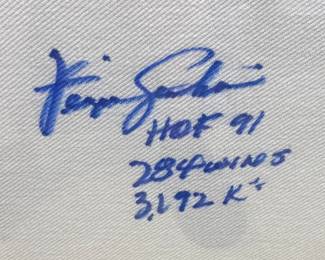 Fergie Jenkins
HOF 91
284 WINS
3,192 K's